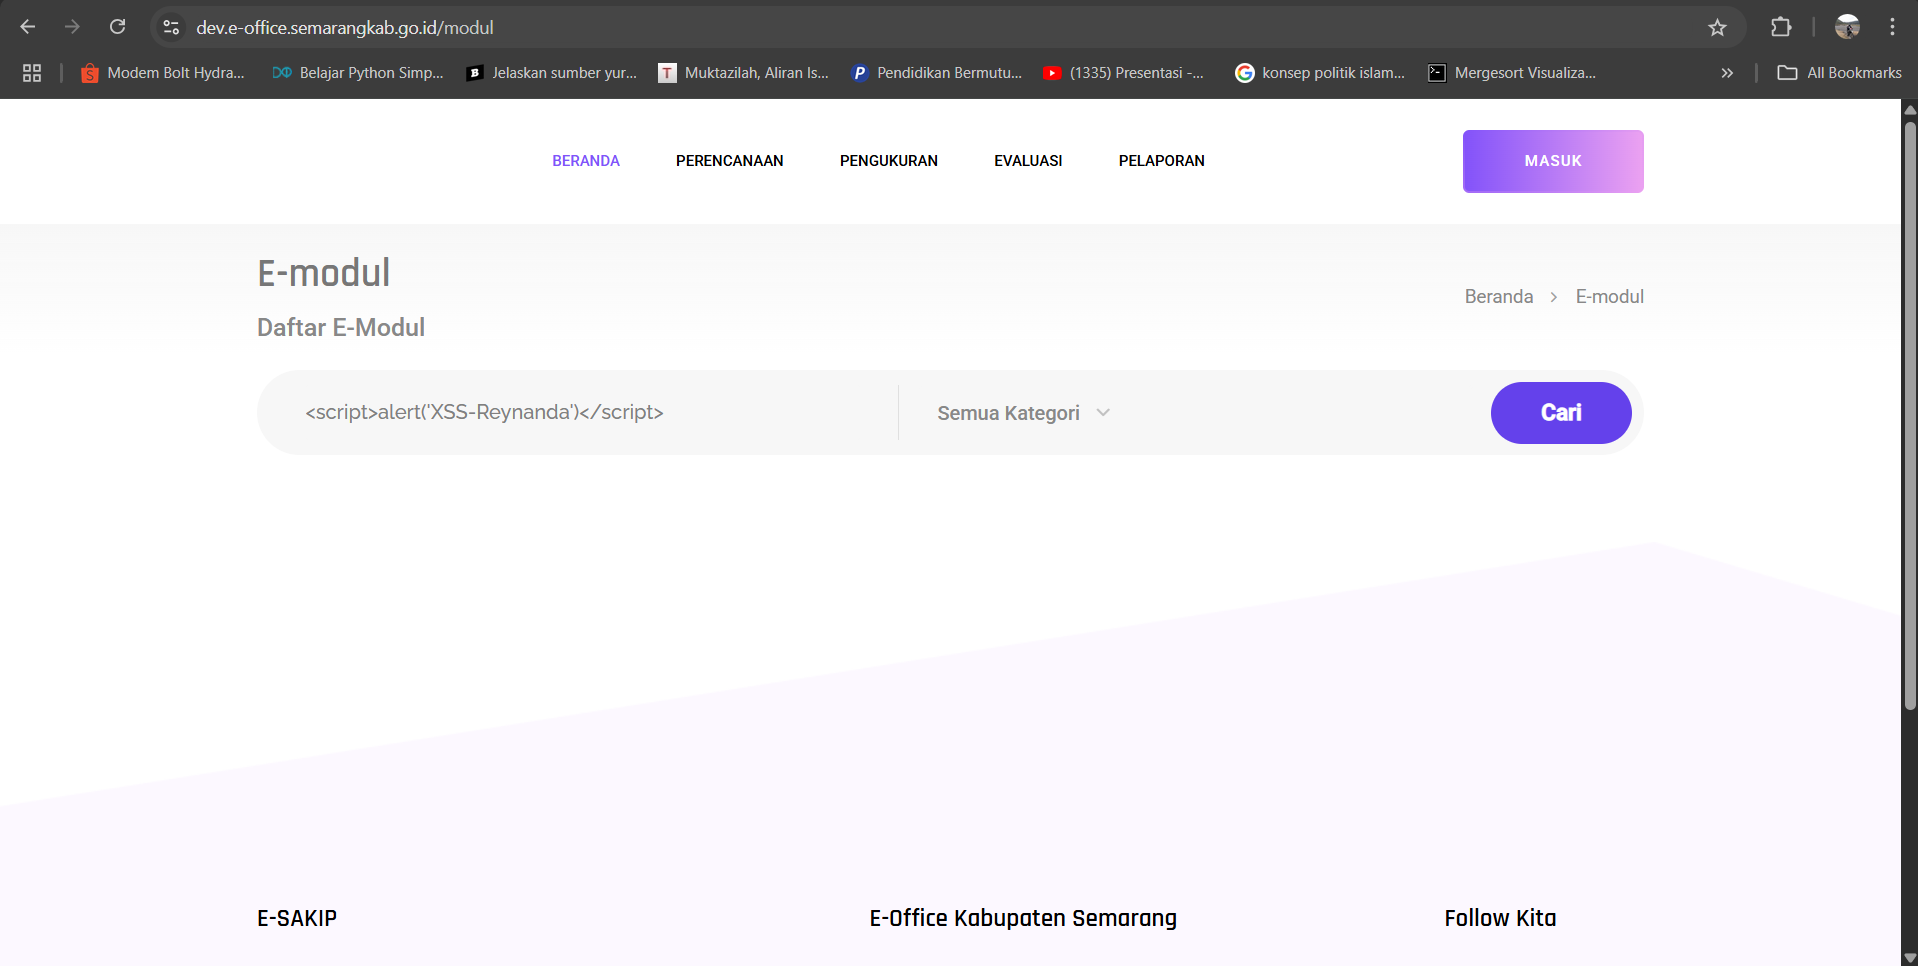 dev.e-office.semarangkab.go.id/modul
Modem Bolt Hydra...
Belajar Python Simp...
Jelaskan sumber yur...
Muktazilah, Aliran Is...
Pendidikan Bermutu...
(1335) Presentasi -...
konsep politik islam...
Mergesort Visualiza...
All Bookmarks
BERANDA
PERENCANAAN
PENGUKURAN
EVALUASI
PELAPORAN
MASUK
E-modul
Daftar E-Modul
Beranda > E-modul
<script>alert('XSS-Reynanda')</script>
Semua Kategori
Cari
E-SAKIP
E-Office Kabupaten Semarang
Follow Kita